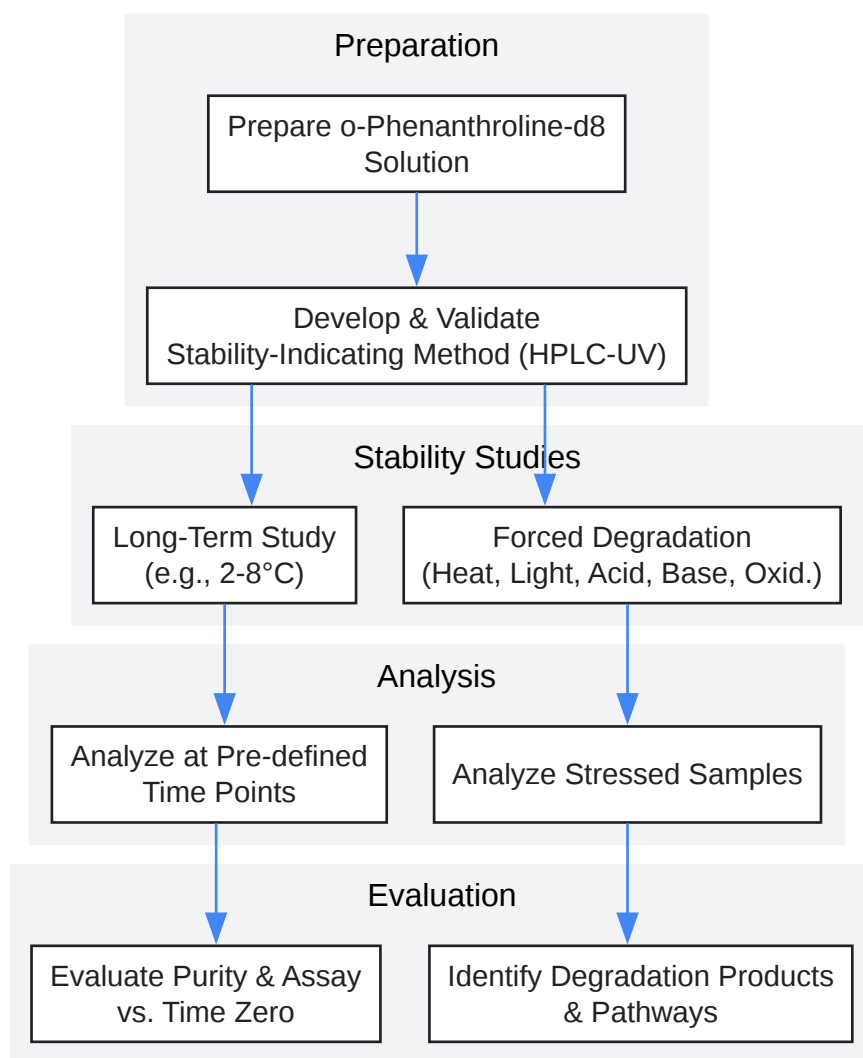 Preparation
Prepare o-Phenanthroline-d8
Solution
Develop & Validate
Stability-Indicating Method (HPLC-UV)
Stability Studies
Long-Term Study
(e.g., 2-8°C)
Forced Degradation
(Heat, Light, Acid, Base, Oxid.)
Analysis
Analyze at Pre-defined
Time Points
Analyze Stressed Samples
Evaluation
Evaluate Purity & Assay
vs. Time Zero
Identify Degradation Products
& Pathways